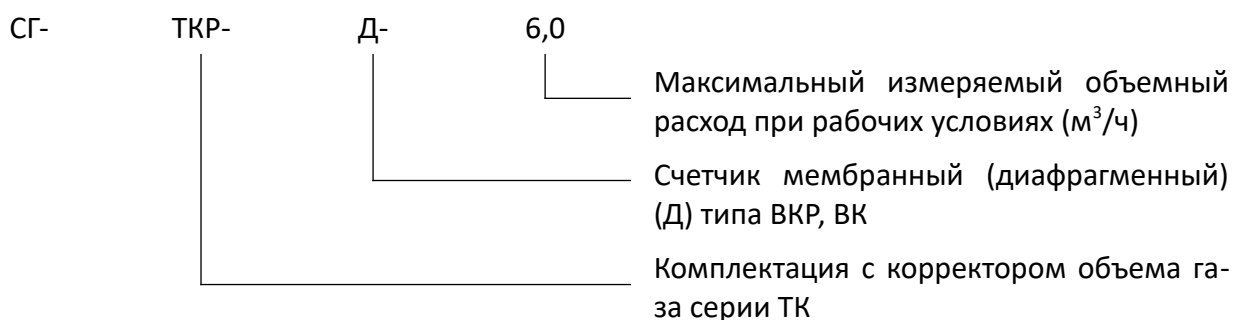 СГ- ТКР- Д- 6,0
Максимальный измеряемый объемный
расход при рабочих условиях (м³/ч)
Счетчик мембранный (диафрагменный)
(Д) типа ВКР, ВК
Комплектация с корректором объема га-
за серии ТК